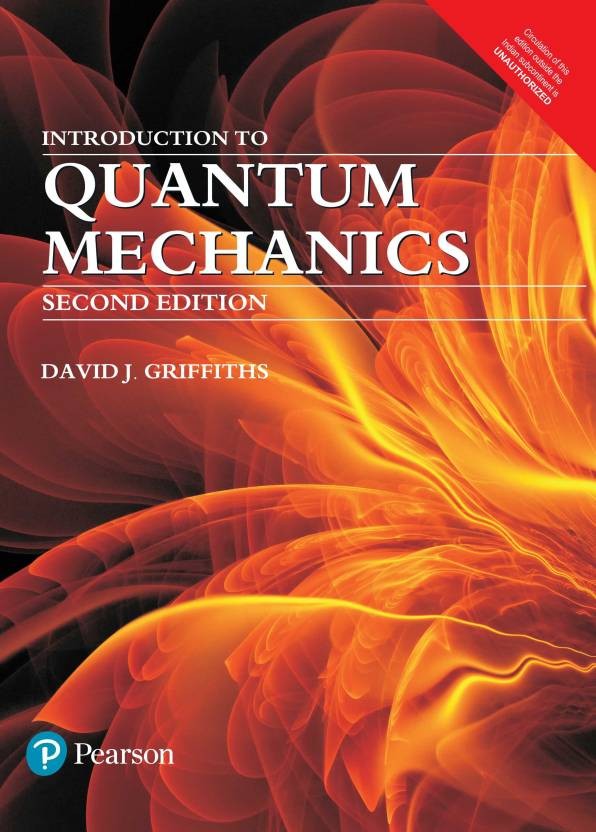 Circulation of this
edition outside the
Indian subcontinent is
UNAUTHORIZED
INTRODUCTION TO
QUANTUM
MECHANICS
SECOND EDITION
DAVID J. GRIFFITHS
P Pearson